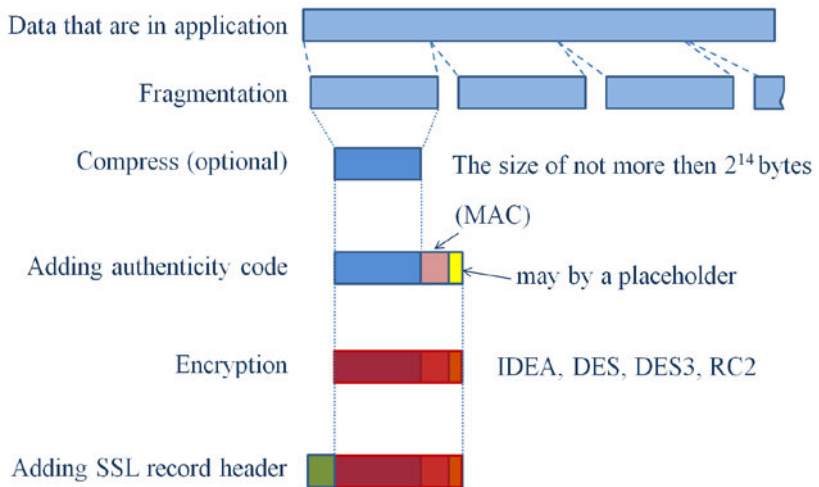 Data that are in application
Fragmentation
Compress (optional)
The size of not more then 2¹⁴ bytes
(MAC)
Adding authenticity code
may by a placeholder
Encryption
IDEA, DES, DES3, RC2
Adding SSL record header